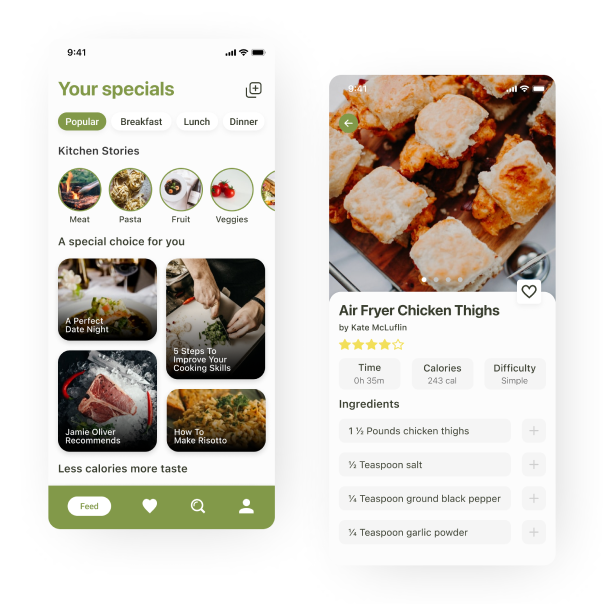 9:41
Your specials
Popular
Breakfast
Lunch
Dinner
Kitchen Stories
Meat
Pasta
Fruit
Veggies
A special choice for you
A Perfect
Date Night
5 Steps To
Improve Your
Cooking Skills
Jamie Oliver
Recommends
How To
Make Risotto
Less calories more taste
Feed
9:41
Air Fryer Chicken Thighs
by Kate McLuflin
Time
0h 35m
Calories
243 cal
Difficulty
Simple
Ingredients
1 ½ Pounds chicken thighs
½ Teaspoon salt
¼ Teaspoon ground black pepper
¼ Teaspoon garlic powder